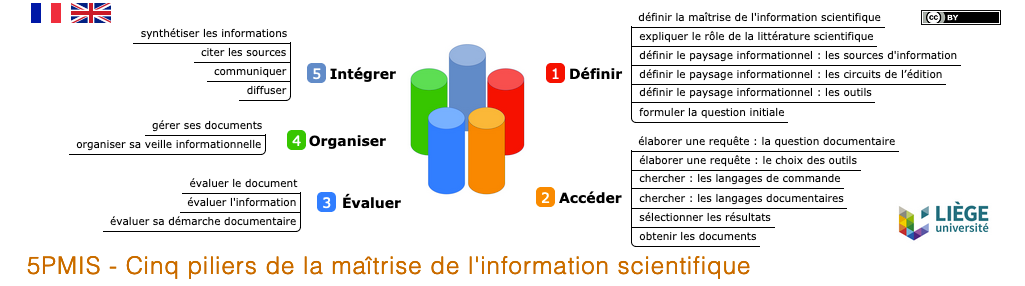 1 Définir
définir la maîtrise de l'information scientifique
expliquer le rôle de la littérature scientifique
définir le paysage informationnel : les sources d'information
définir le paysage informationnel : les circuits de l’édition
définir le paysage informationnel : les outils
formuler la question initiale
2 Accéder
élaborer une requête : la question documentaire
élaborer une requête : le choix des outils
chercher : les langages de commande
chercher : les langages documentaires
sélectionner les résultats
obtenir les documents
3 Évaluer
évaluer le document
évaluer l'information
évaluer sa démarche documentaire
4 Organiser
gérer ses documents
organiser sa veille informationnelle
5 Intégrer
synthétiser les informations
citer les sources
communiquer
diffuser
cc BY
LIÈGE
université
5PMIS - Cinq piliers de la maîtrise de l'information scientifique